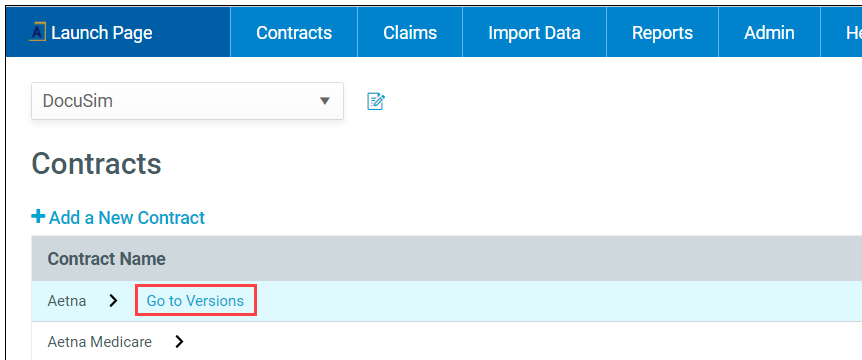 A Launch Page Contracts Claims Import Data Reports Admin He
DocuSim
Contracts
+ Add a New Contract
Contract Name
Aetna Go to Versions
Aetna Medicare